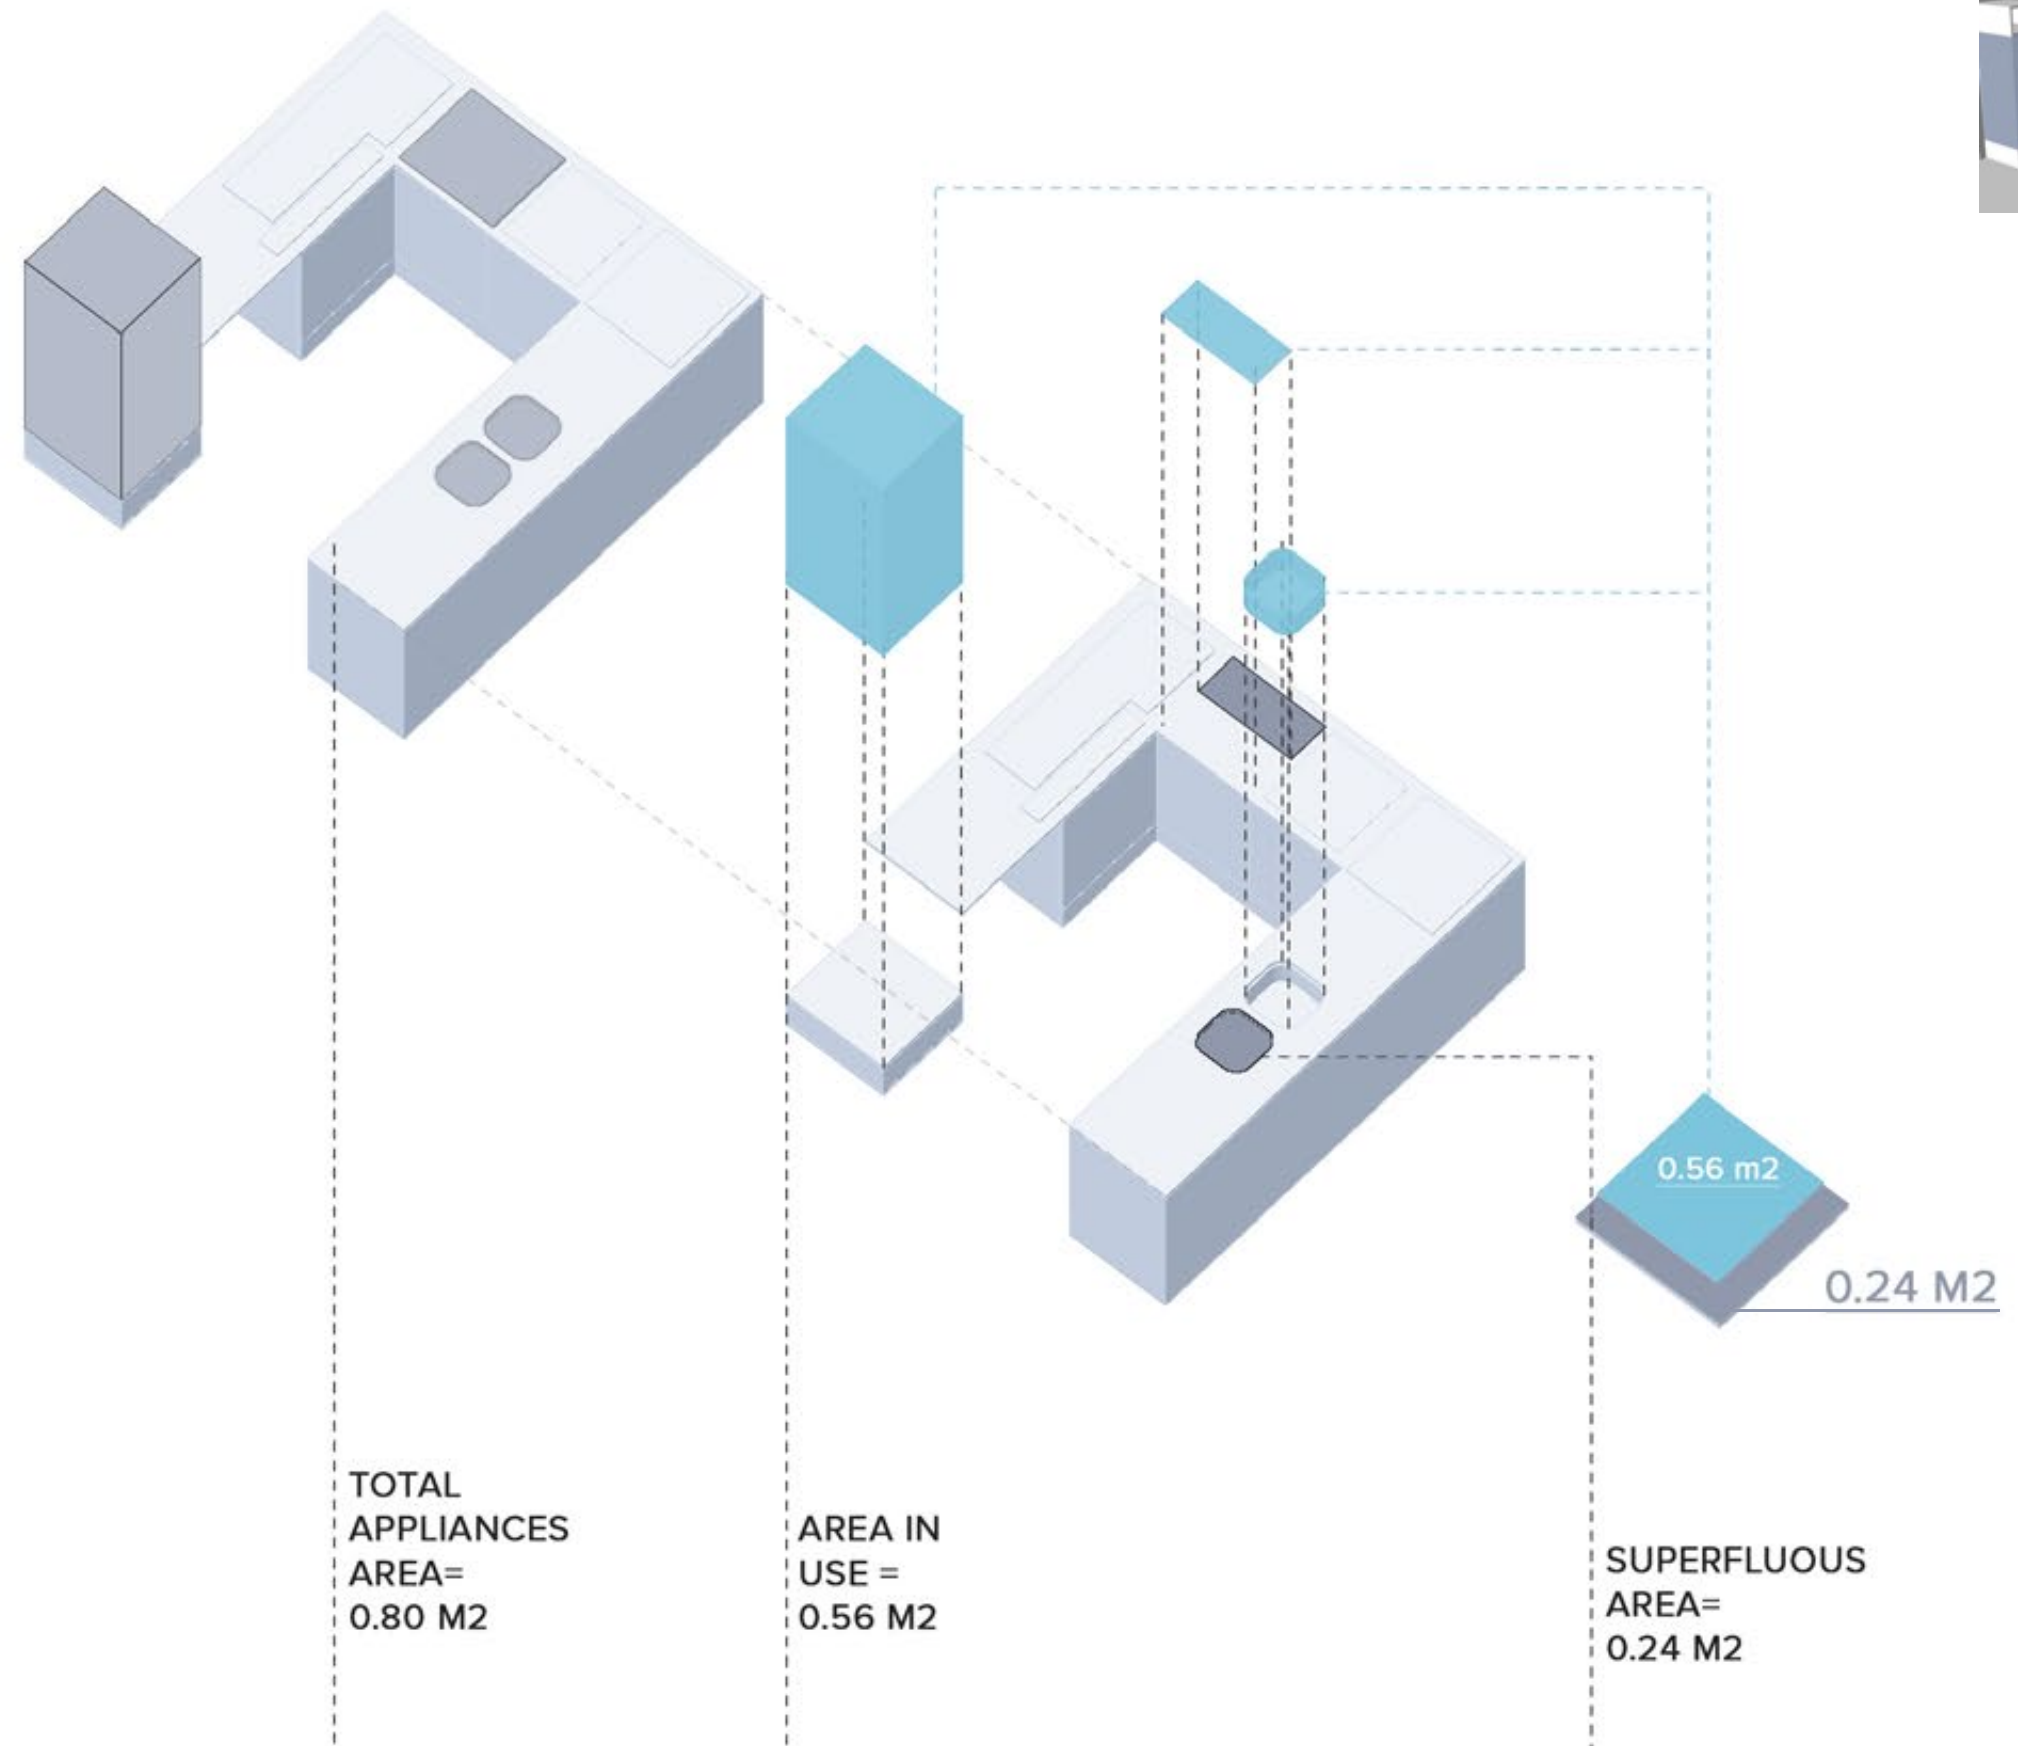 0.56 m2
0.24 M2
TOTAL
APPLIANCES
AREA=
0.80 M2
AREA IN
USE =
0.56 M2
SUPERFLUOUS
AREA=
0.24 M2